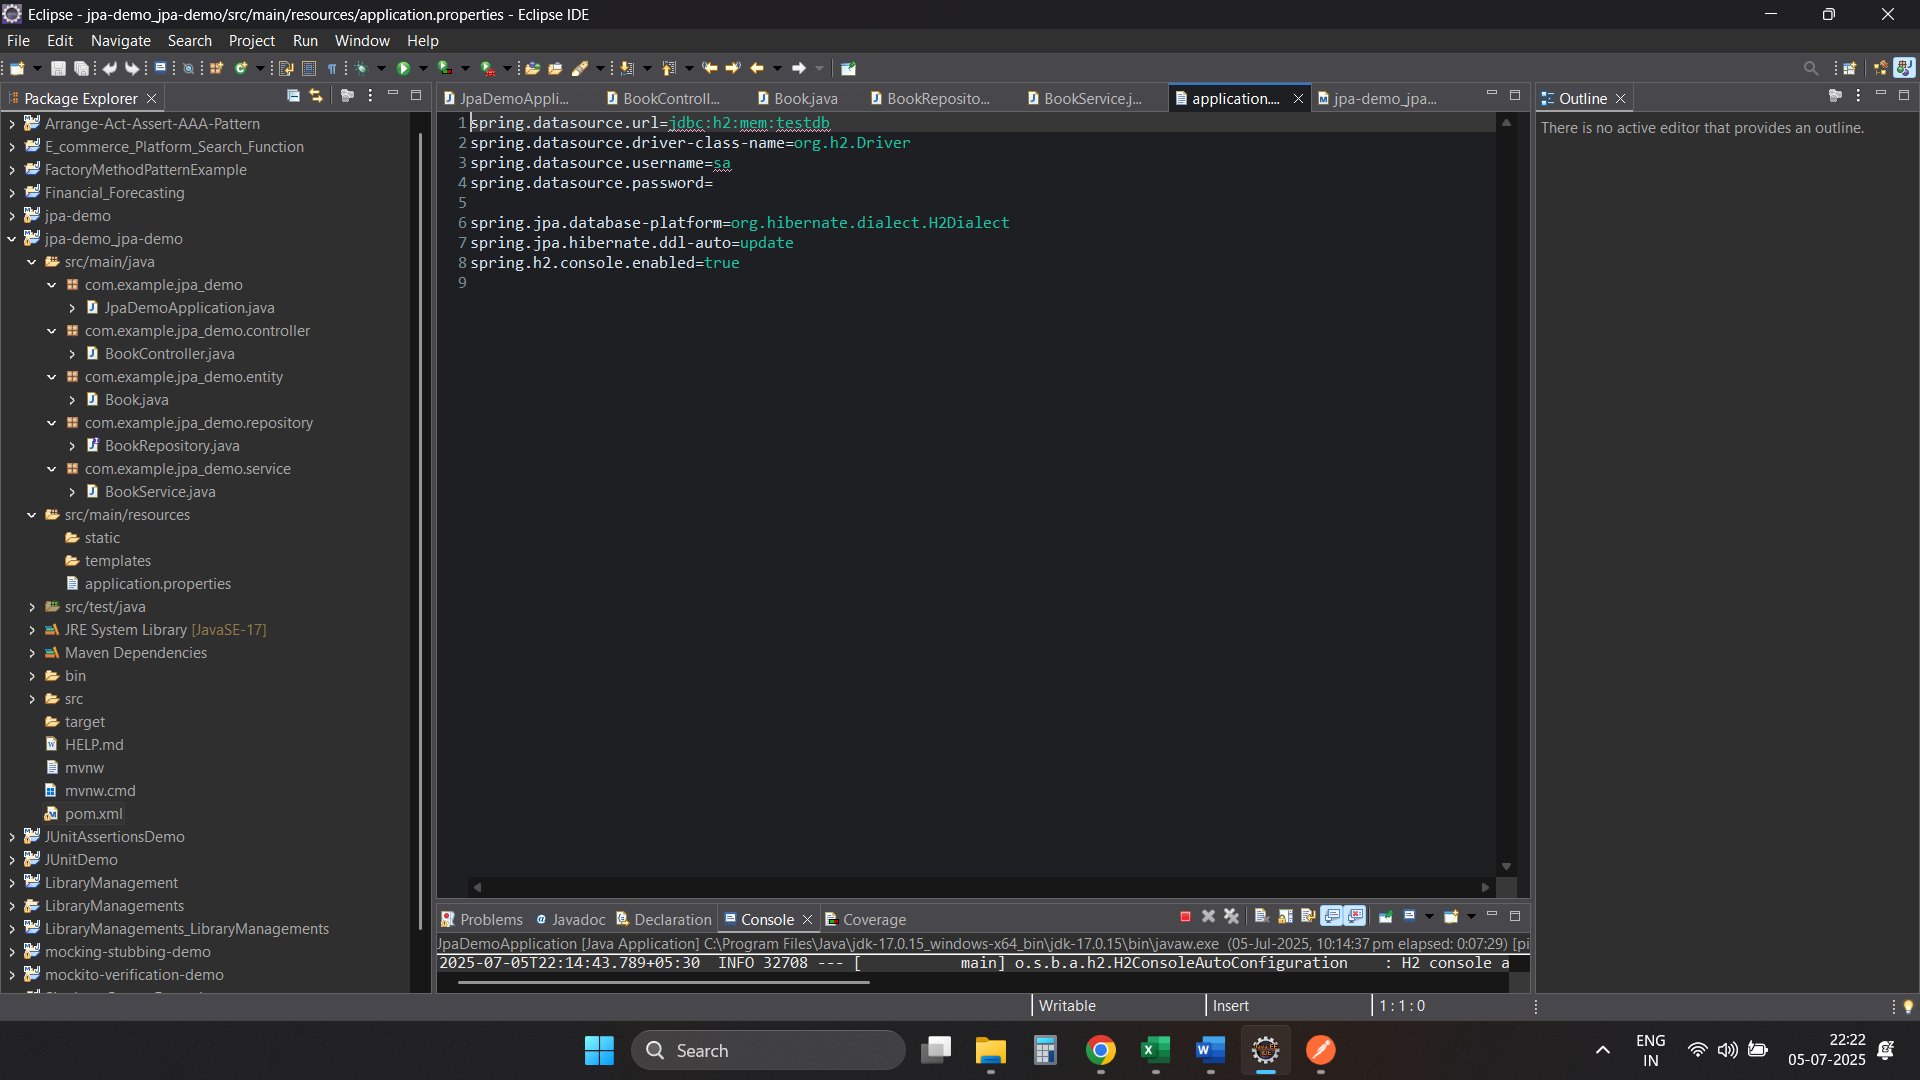 Eclipse - jpa-demo_jpa-demo/src/main/resources/application.properties - Eclipse IDE
File Edit Navigate Search Project Run Window Help
Package Explorer
Arrange-Act-Assert-AAA-Pattern
E_commerce_Platform_Search_Function
FactoryMethodPatternExample
Financial_Forecasting
jpa-demo
jpa-demo_jpa-demo
src/main/java
com.example.jpa_demo
JpaDemoApplication.java
com.example.jpa_demo.controller
BookController.java
com.example.jpa_demo.entity
Book.java
com.example.jpa_demo.repository
BookRepository.java
com.example.jpa_demo.service
BookService.java
src/main/resources
static
templates
application.properties
src/test/java
JRE System Library [JavaSE-17]
Maven Dependencies
bin
src
target
HELP.md
mvnw
mvnw.cmd
pom.xml
JUnitAssertionsDemo
JUnitDemo
LibraryManagement
LibraryManagements
LibraryManagements_LibraryManagements
mocking-stubbing-demo
mockito-verification-demo
JpaDemoAppli... BookControll... Book.java BookReposito... BookService.j... application.... jpa-demo_jpa...
1 spring.datasource.url=jdbc:h2:mem:testdb
2 spring.datasource.driver-class-name=org.h2.Driver
3 spring.datasource.username=sa
4 spring.datasource.password=
5
6 spring.jpa.database-platform=org.hibernate.dialect.H2Dialect
7 spring.jpa.hibernate.ddl-auto=update
8 spring.h2.console.enabled=true
9
Outline
There is no active editor that provides an outline.
Problems Javadoc Declaration Console Coverage
JpaDemoApplication [Java Application] C:\Program Files\Java\jdk-17.0.15_windows-x64_bin\jdk-17.0.15\bin\javaw.exe (05-Jul-2025, 10:14:37 pm elapsed: 0:07:29) [pi
2025-07-05T22:14:43.789+05:30 INFO 32708 --- [ main] o.s.b.a.h2.H2ConsoleAutoConfiguration : H2 console a
Writable Insert 1 : 1 : 0
Search
ENG
IN
22:22
05-07-2025